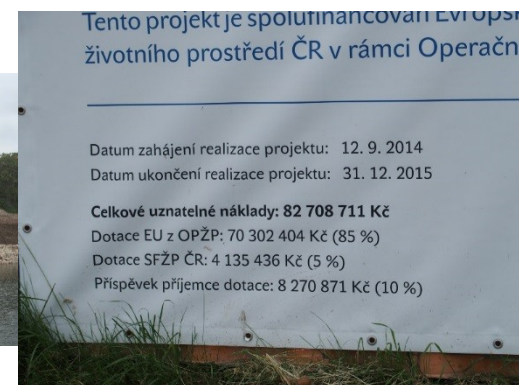 Tento projekt je spolufinancován Evrops
životního prostředí ČR v rámci Operačn
Datum zahájení realizace projektu: 12. 9. 2014
Datum ukončení realizace projektu: 31. 12. 2015
Celkové uznatelné náklady: 82 708 711 Kč
Dotace EU z OPŽP: 70 302 404 Kč (85 %)
Dotace SFŽP ČR: 4 135 436 Kč (5 %)
Příspěvek příjemce dotace: 8 270 871 Kč (10 %)